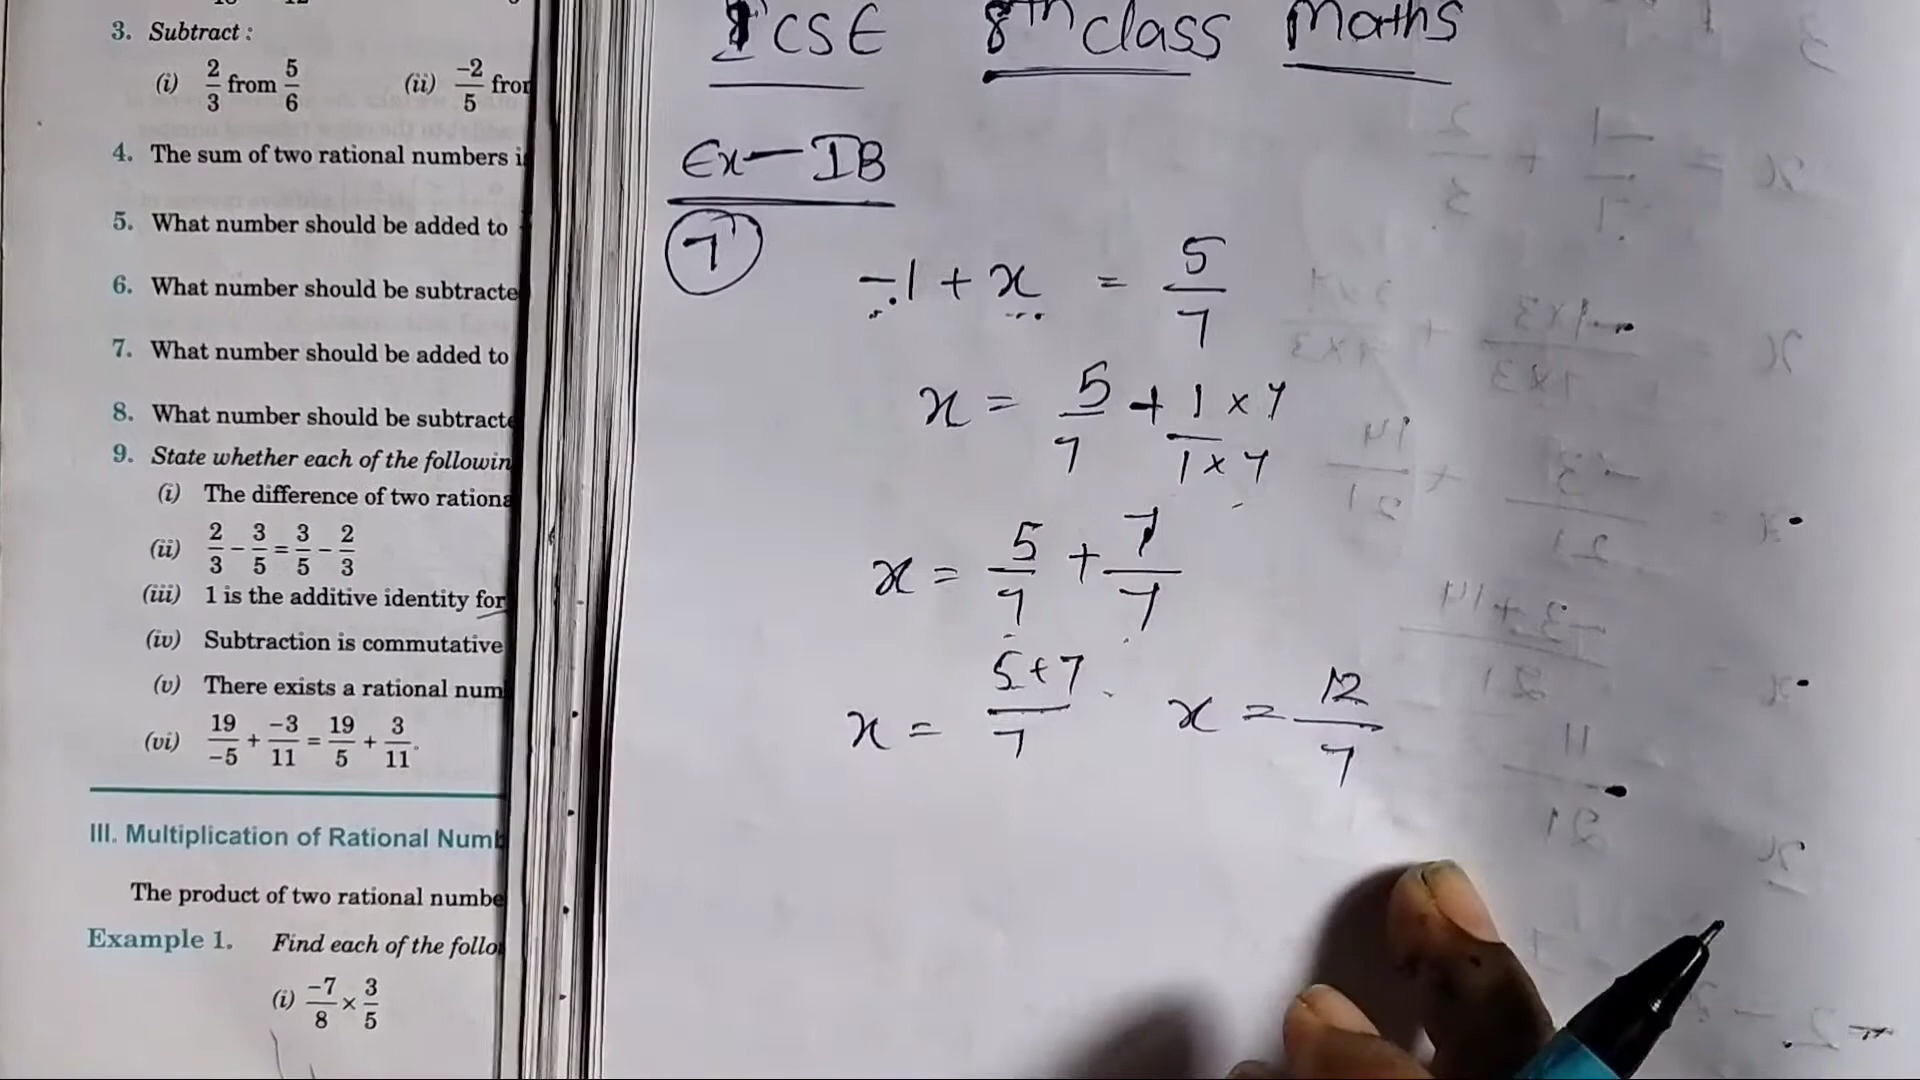 3. Subtract :
(i) 2/3 from 5/6 (ii) -2/5 from
4. The sum of two rational numbers
5. What number should be added to
6. What number should be subtracte
7. What number should be added to
8. What number should be subtracte
9. State whether each of the followin
(i) The difference of two rationa
(ii) 2/3 - 3/5 = 3/5 - 2/3
(iii) 1 is the additive identity for
(iv) Subtraction is commutative
(v) There exists a rational num
(vi) 19/-5 + -3/11 = 19/5 + 3/11.
III. Multiplication of Rational Numb
The product of two rational numbe
Example 1. Find each of the follo
(i) -7/8 × 3/5
ICSE 8th class Maths
Ex-IB
7
-1 + x = 5/7
x = 5/7 + 1×7/1×7
x = 5/7 + 7/7
x = 5+7/7 x = 12/7